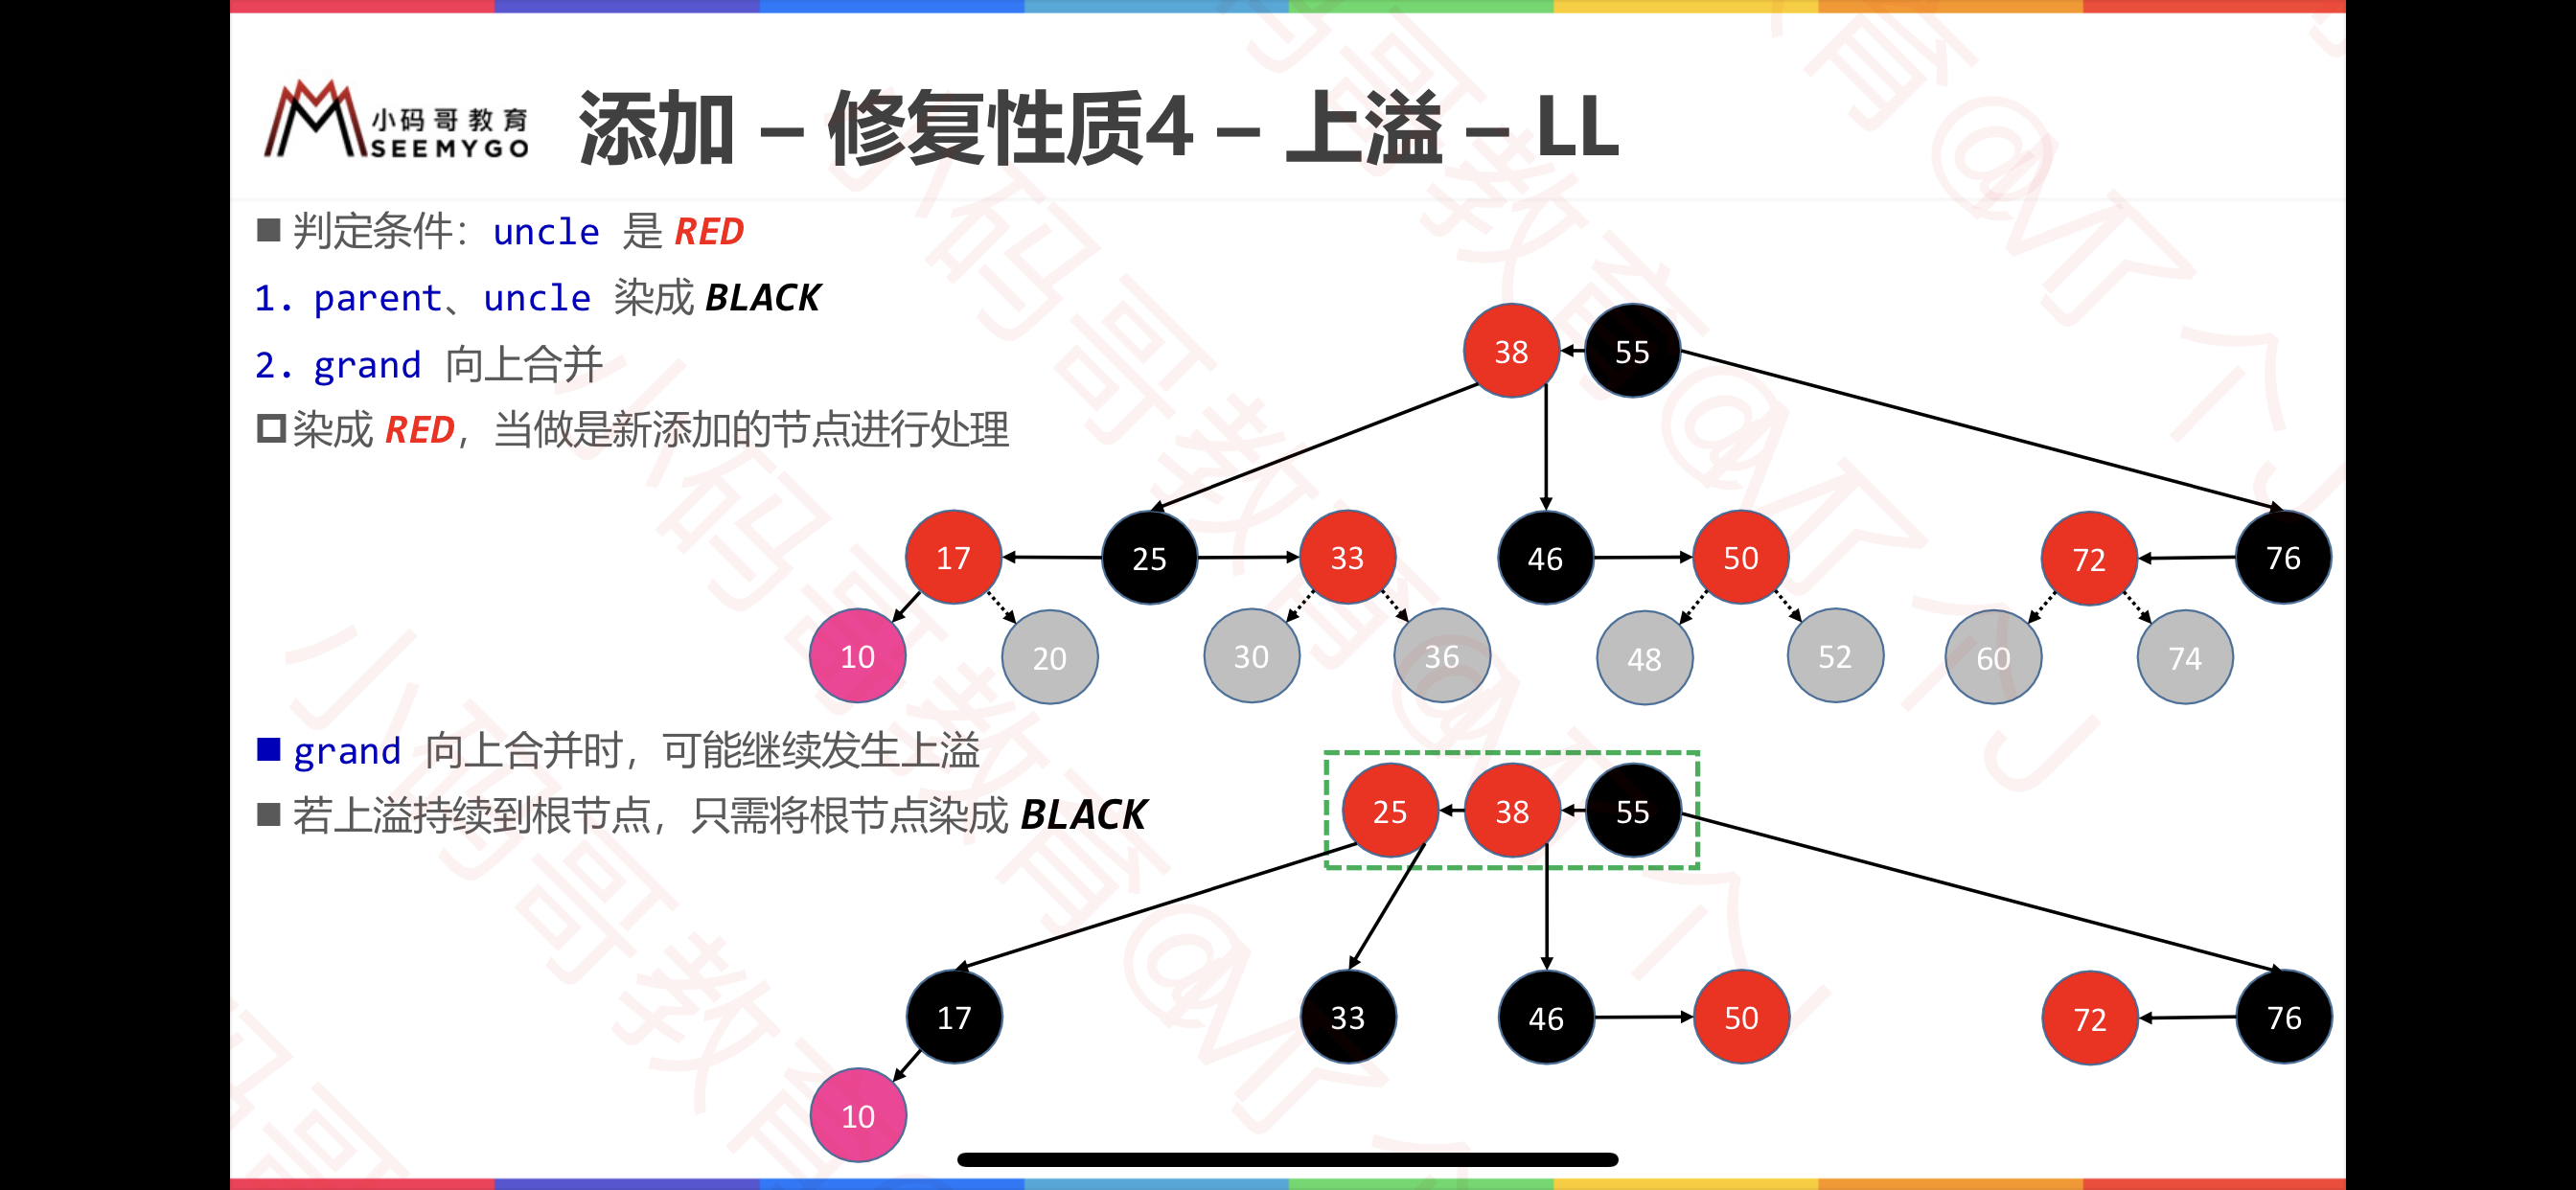 小码哥教育
SEEMYGO
添加 – 修复性质4 – 上溢 – LL
■ 判定条件：uncle 是 RED
1. parent、uncle 染成 BLACK
2. grand 向上合并
染成 RED，当做是新添加的节点进行处理
38 55
17 25 33 46 50 72 76
10 20 30 36 48 52 60 74
■ grand 向上合并时，可能继续发生上溢
■ 若上溢持续到根节点，只需将根节点染成 BLACK
25 38 55
17 33 46 50 72 76
10